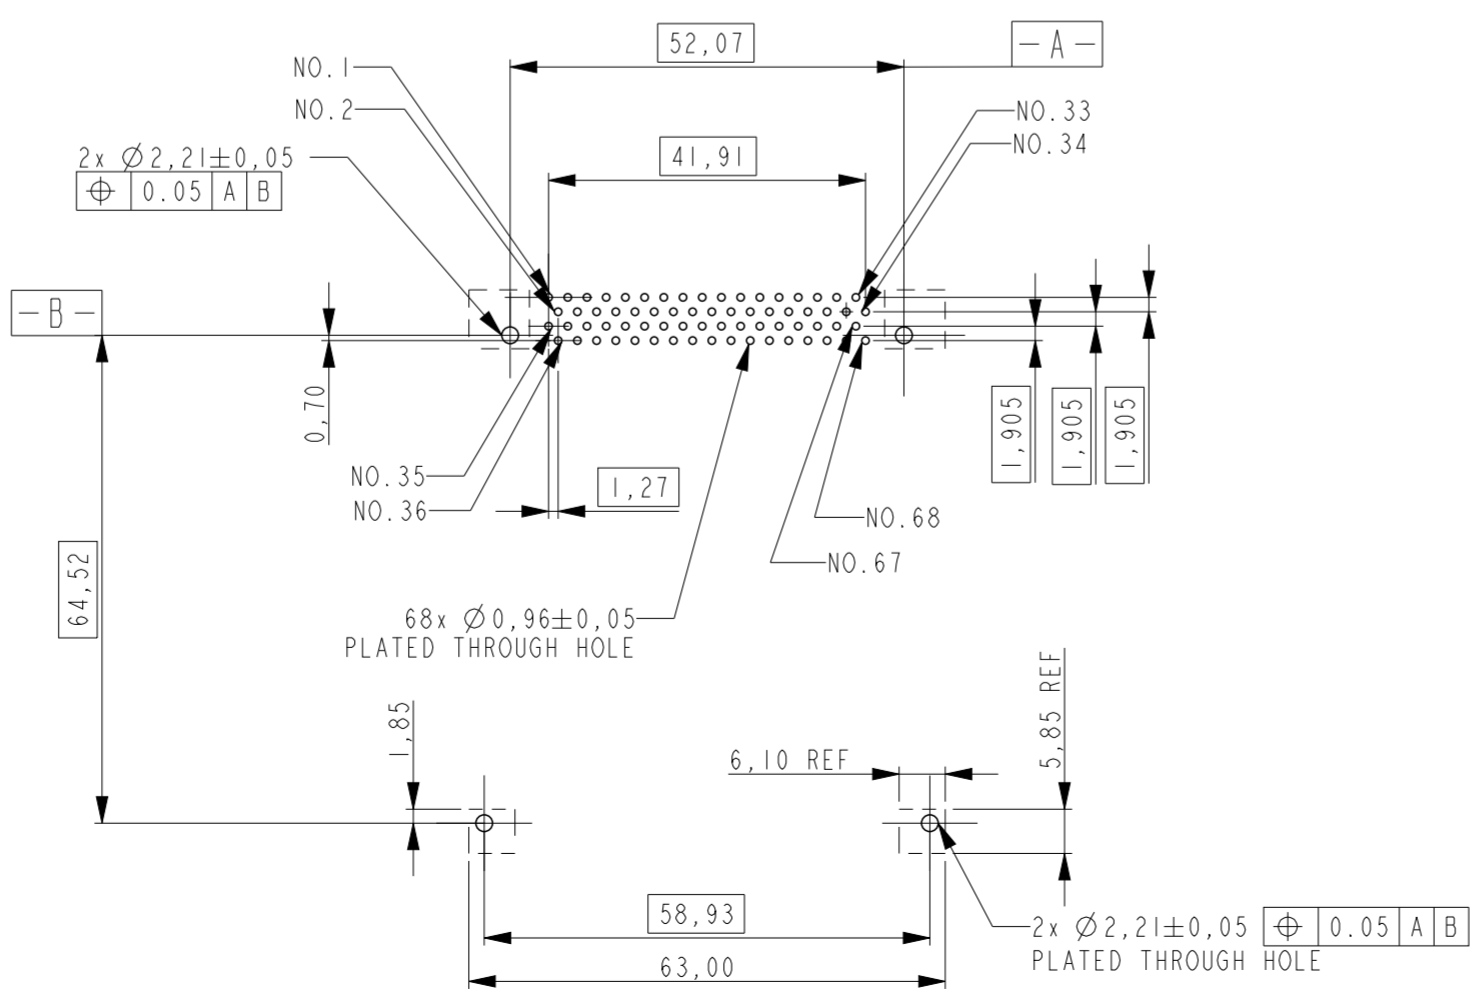 52,07
-A-
NO.1
NO.2
NO.33
NO.34
2x Ø2,21±0,05
⌖ 0.05 A B
41,91
-B-
0,70
1,905
1,905
1,905
NO.35
NO.36
1,27
NO.68
NO.67
64,52
68x Ø0,96±0,05
PLATED THROUGH HOLE
1,85
6,10 REF
5,85 REF
58,93
2x Ø2,21±0,05 ⌖ 0.05 A B
PLATED THROUGH HOLE
63,00